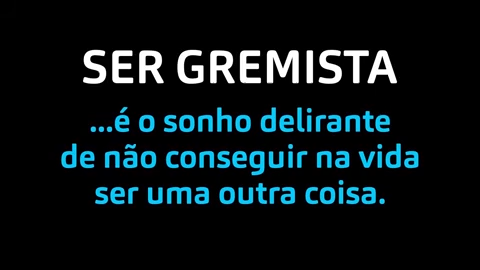 SER GREMISTA
...é o sonho delirante
de não conseguir na vida
ser uma outra coisa.